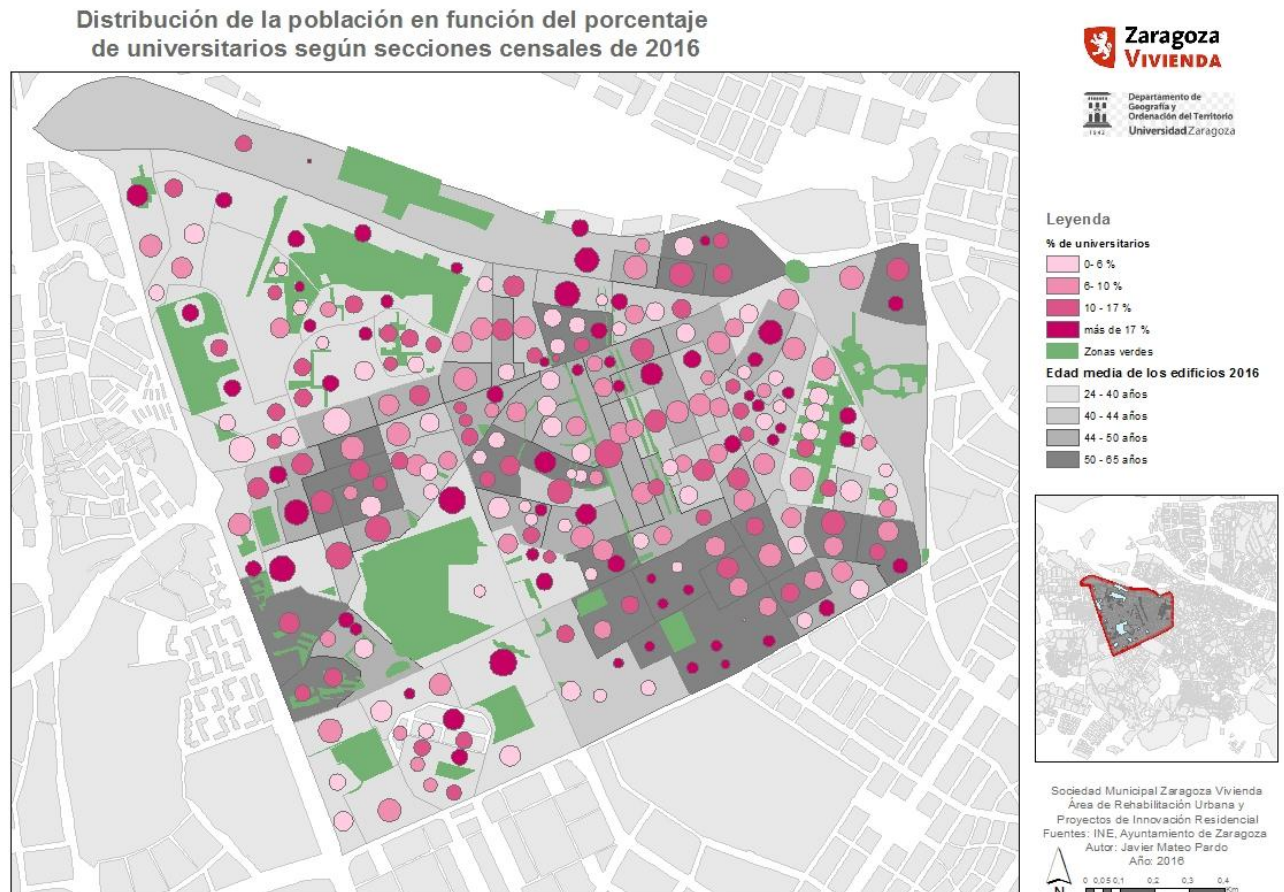 Distribución de la población en función del porcentaje
de universitarios según secciones censales de 2016
Zaragoza
VIVIENDA
Departamento de
Geografía y
Ordenación del Territorio
Universidad Zaragoza
1542
Leyenda
% de universitarios
0- 6 %
6- 10 %
10 - 17 %
más de 17 %
Zonas verdes
Edad media de los edificios 2016
24 - 40 años
40 - 44 años
44 - 50 años
50 - 65 años
Sociedad Municipal Zaragoza Vivienda
Área de Rehabilitación Urbana y
Proyectos de Innovación Residencial
Fuentes: INE, Ayuntamiento de Zaragoza
Autor: Javier Mateo Pardo
Año: 2016
N
0 0,05 0,1 0,2 0,3 0,4
Km